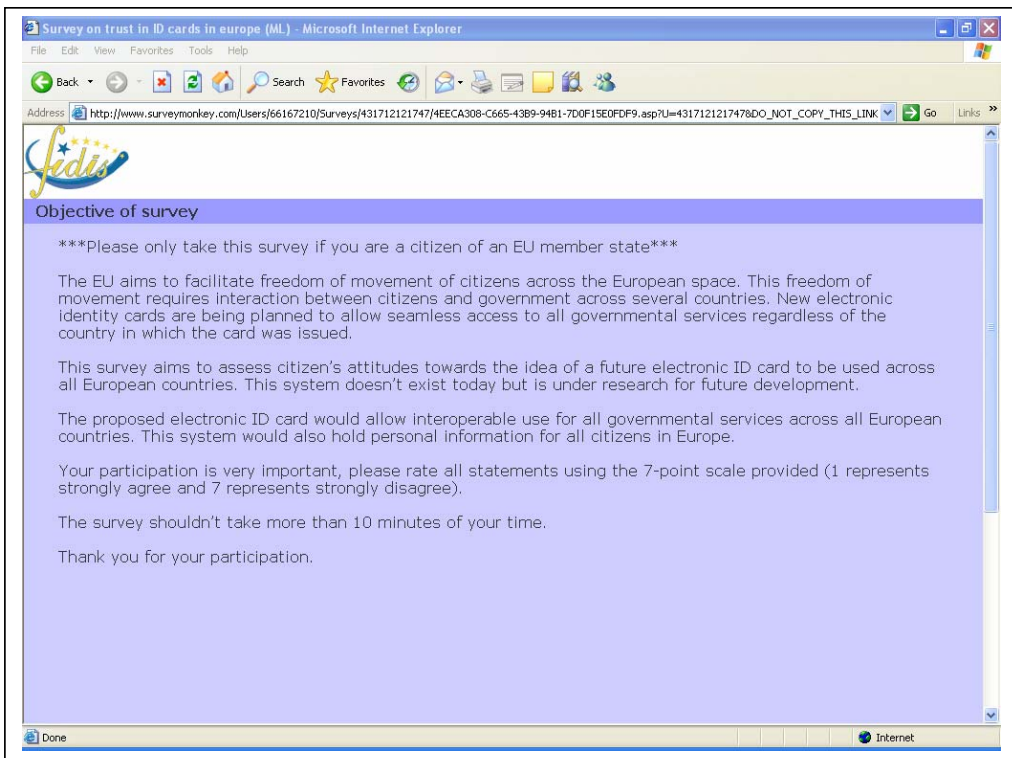 Survey on trust in ID cards in europe (ML) - Microsoft Internet Explorer
File Edit View Favorites Tools Help
Back Search Favorites
Address http://www.surveymonkey.com/Users/66167210/Surveys/431712121747/4EECA308-C665-43B9-94B1-7D0F15E0FDF9.asp?U=431712121747&DO_NOT_COPY_THIS_LINK Go Links »
fidis
Objective of survey
***Please only take this survey if you are a citizen of an EU member state***
The EU aims to facilitate freedom of movement of citizens across the European space. This freedom of
movement requires interaction between citizens and government across several countries. New electronic
identity cards are being planned to allow seamless access to all governmental services regardless of the
country in which the card was issued.
This survey aims to assess citizen's attitudes towards the idea of a future electronic ID card to be used across
all European countries. This system doesn't exist today but is under research for future development.
The proposed electronic ID card would allow interoperable use for all governmental services across all European
countries. This system would also hold personal information for all citizens in Europe.
Your participation is very important, please rate all statements using the 7-point scale provided (1 represents
strongly agree and 7 represents strongly disagree).
The survey shouldn't take more than 10 minutes of your time.
Thank you for your participation.
Done Internet